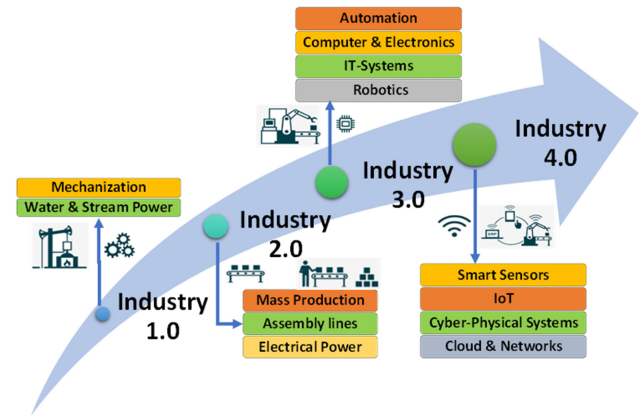 Automation
Computer & Electronics
IT-Systems
Robotics
Industry
4.0
Industry
3.0
Mechanization
Water & Stream Power
Industry
2.0
Smart Sensors
IoT
Cyber-Physical Systems
Cloud & Networks
Mass Production
Assembly lines
Electrical Power
Industry
1.0